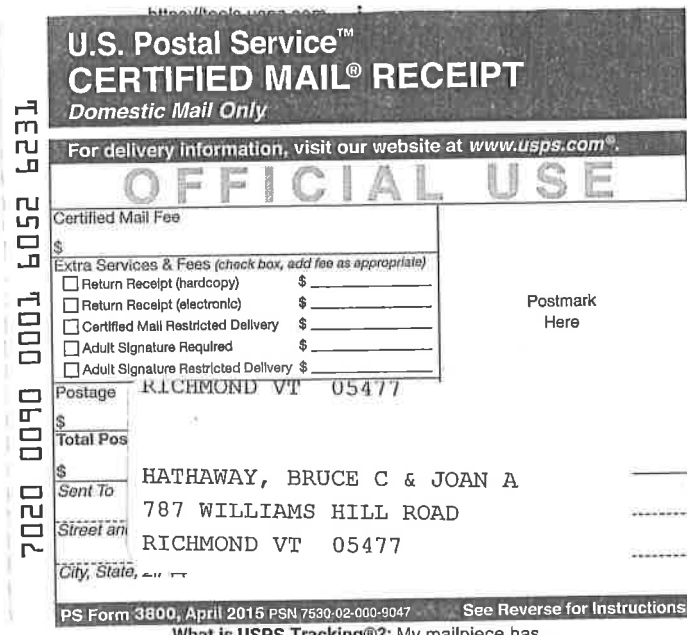 U.S. Postal Service™
CERTIFIED MAIL® RECEIPT
Domestic Mail Only
For delivery information, visit our website at www.usps.com®.
OFFICIAL USE
Certified Mail Fee
$
Extra Services & Fees (check box, add fee as appropriate)
Return Receipt (hardcopy) $
Return Receipt (electronic) $
Certified Mail Restricted Delivery $
Adult Signature Required $
Adult Signature Restricted Delivery $
Postmark
Here
Postage
$
RICHMOND VT 05477
Total Pos
$
Sent To
HATHAWAY, BRUCE C & JOAN A
787 WILLIAMS HILL ROAD
Street an
RICHMOND VT 05477
City, State,
PS Form 3800, April 2015 PSN 7530-02-000-9047 See Reverse for Instructions
What is USPS Tracking®?: My mailpiece has
7020 0090 0001 6052 6231